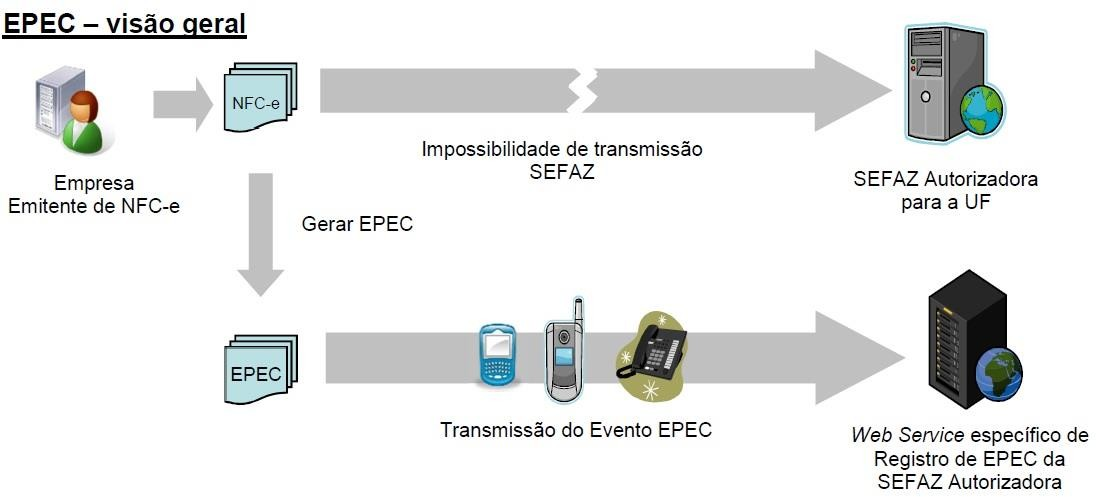 EPEC – visão geral
NFC-e
Impossibilidade de transmissão
SEFAZ
Empresa
Emitente de NFC-e
SEFAZ Autorizadora
para a UF
Gerar EPEC
EPEC
Transmissão do Evento EPEC
Web Service específico de
Registro de EPEC da
SEFAZ Autorizadora